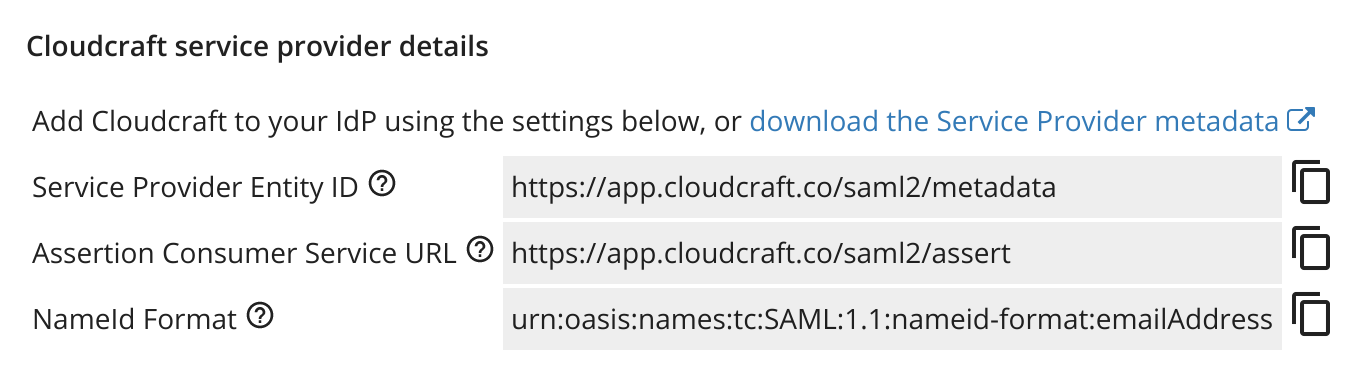 Cloudcraft service provider details
Add Cloudcraft to your IdP using the settings below, or download the Service Provider metadata
Service Provider Entity ID https://app.cloudcraft.co/saml2/metadata
Assertion Consumer Service URL https://app.cloudcraft.co/saml2/assert
NameId Format urn:oasis:names:tc:SAML:1.1:nameid-format:emailAddress